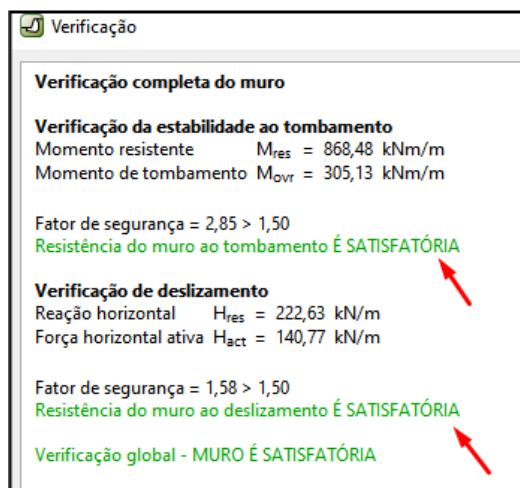 Verificação
Verificação completa do muro
Verificação da estabilidade ao tombamento
Momento resistente M_res = 868,48 kNm/m
Momento de tombamento M_ovr = 305,13 kNm/m
Fator de segurança = 2,85 > 1,50
Resistência do muro ao tombamento É SATISFATÓRIA
Verificação de deslizamento
Reação horizontal H_res = 222,63 kN/m
Força horizontal ativa H_act = 140,77 kN/m
Fator de segurança = 1,58 > 1,50
Resistência do muro ao deslizamento É SATISFATÓRIA
Verificação global - MURO É SATISFATÓRIA